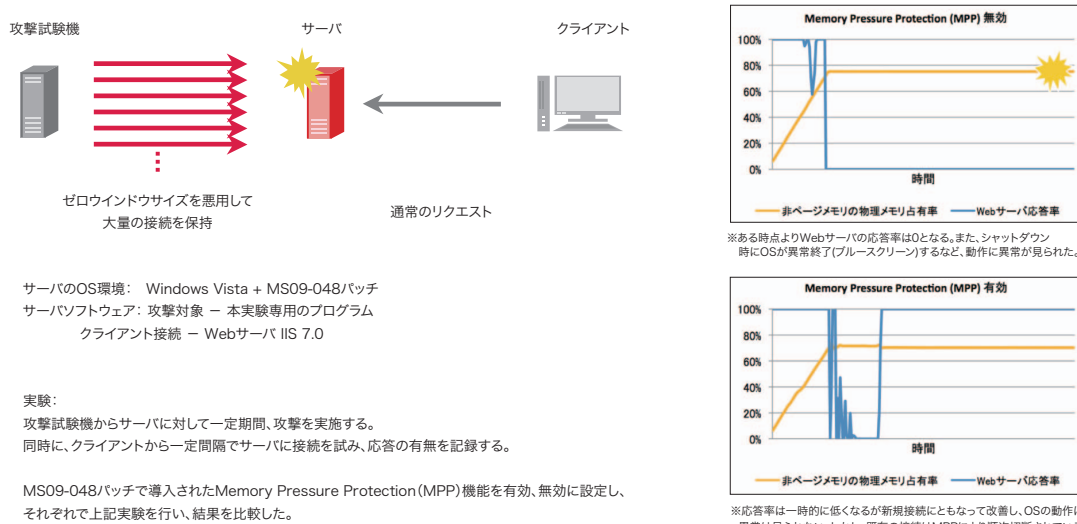 攻撃試験機
サーバ
クライアント
ゼロウインドウサイズを悪用して
大量の接続を保持
通常のリクエスト
サーバのOS環境： Windows Vista + MS09-048パッチ
サーバソフトウェア： 攻撃対象 － 本実験専用のプログラム
クライアント接続 － Webサーバ IIS 7.0
実験：
攻撃試験機からサーバに対して一定期間、攻撃を実施する。
同時に、クライアントから一定間隔でサーバに接続を試み、応答の有無を記録する。
MS09-048パッチで導入されたMemory Pressure Protection（MPP）機能を有効、無効に設定し、
それぞれで上記実験を行い、結果を比較した。
Memory Pressure Protection (MPP) 無効
100%
80%
60%
40%
20%
0%
時間
非ページメモリの物理メモリ占有率
Webサーバ応答率
※ある時点よりWebサーバの応答率は0となる。また、シャットダウン
時にOSが異常終了(ブルースクリーン)するなど、動作に異常が見られた。
Memory Pressure Protection (MPP) 有効
100%
80%
60%
40%
20%
0%
時間
非ページメモリの物理メモリ占有率
Webサーバ応答率
※応答率は一時的に低くなるが新規接続にともなって改善し、OSの動作に